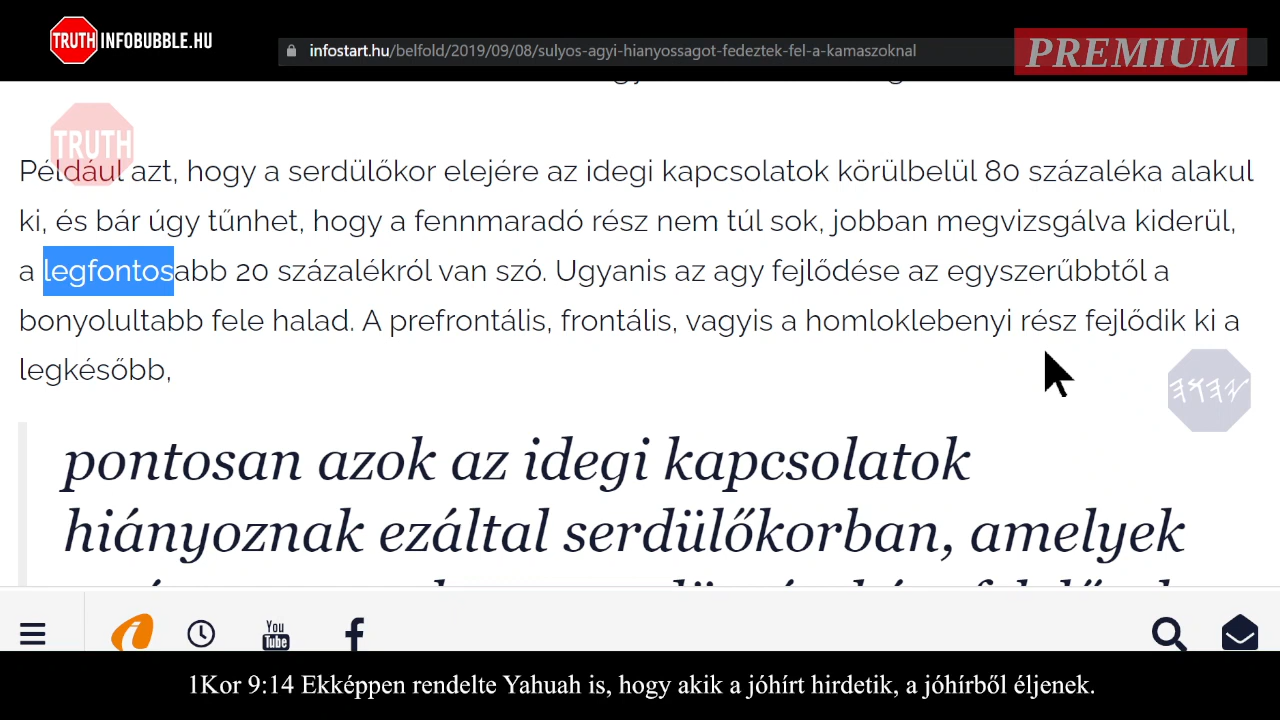 TRUTH INFOBUBBLE.HU
infostart.hu/belfold/2019/09/08/sulyos-agyi-hianyossagot-fedeztek-fel-a-kamaszoknal
PREMIUM
TRUTH
Például azt, hogy a serdülőkor elejére az idegi kapcsolatok körülbelül 80 százaléka alakul
ki, és bár úgy tűnhet, hogy a fennmaradó rész nem túl sok, jobban megvizsgálva kiderül,
a legfontosabb 20 százalékról van szó. Ugyanis az agy fejlődése az egyszerűbbtől a
bonyolultabb fele halad. A prefrontális, frontális, vagyis a homloklebenyi rész fejlődik ki a
legkésőbb,
pontosan azok az idegi kapcsolatok
hiányoznak ezáltal serdülőkorban, amelyek
You Tube
1Kor 9:14 Ekképpen rendelte Yahuah is, hogy akik a jóhírt hirdetik, a jóhírből éljenek.